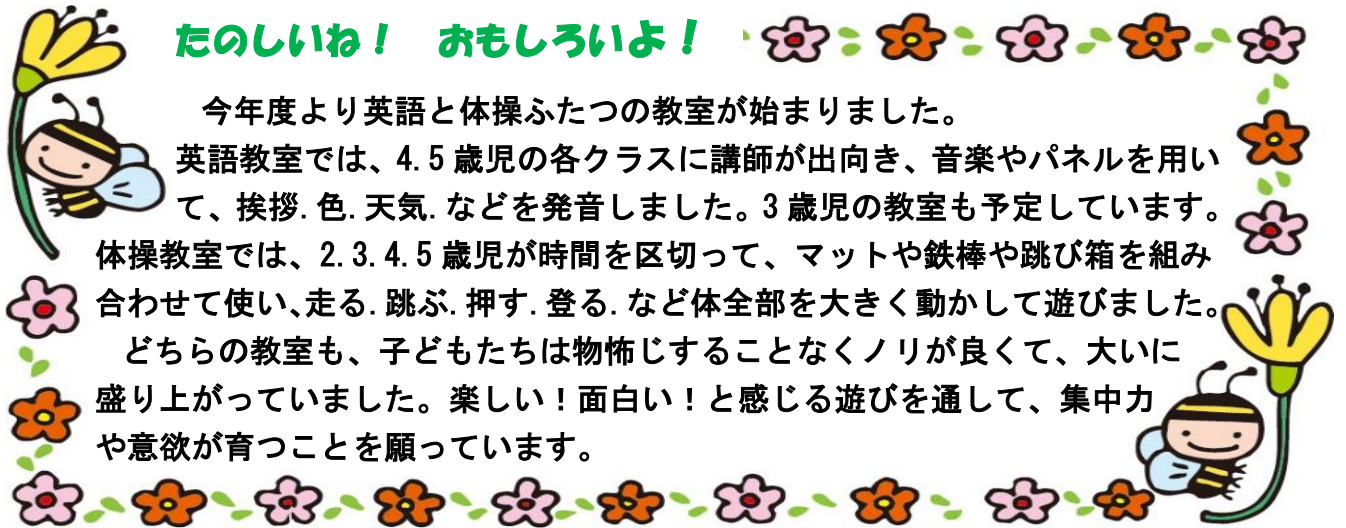 たのしいね！　おもしろいよ！
今年度より英語と体操ふたつの教室が始まりました。
英語教室では、4.5歳児の各クラスに講師が出向き、音楽やパネルを用い
て、挨拶.色.天気.などを発音しました。3歳児の教室も予定しています。
体操教室では、2.3.4.5歳児が時間を区切って、マットや鉄棒や跳び箱を組み
合わせて使い、走る.跳ぶ.押す.登る.など体全部を大きく動かして遊びました。
どちらの教室も、子どもたちは物怖じすることなくノリが良くて、大いに
盛り上がっていました。楽しい！面白い！と感じる遊びを通して、集中力
や意欲が育つことを願っています。